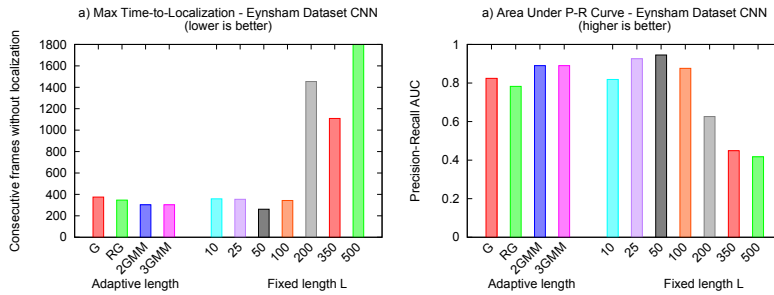 a) Max Time-to-Localization - Eynsham Dataset CNN
(lower is better)
Consecutive frames without localization
1800
1600
1400
1200
1000
800
600
400
200
0
G
RG
2GMM
3GMM
10
25
50
100
200
350
500
Adaptive length
Fixed length L
a) Area Under P-R Curve - Eynsham Dataset CNN
(higher is better)
Precision-Recall AUC
1
0.8
0.6
0.4
0.2
0
G
RG
2GMM
3GMM
10
25
50
100
200
350
500
Adaptive length
Fixed length L